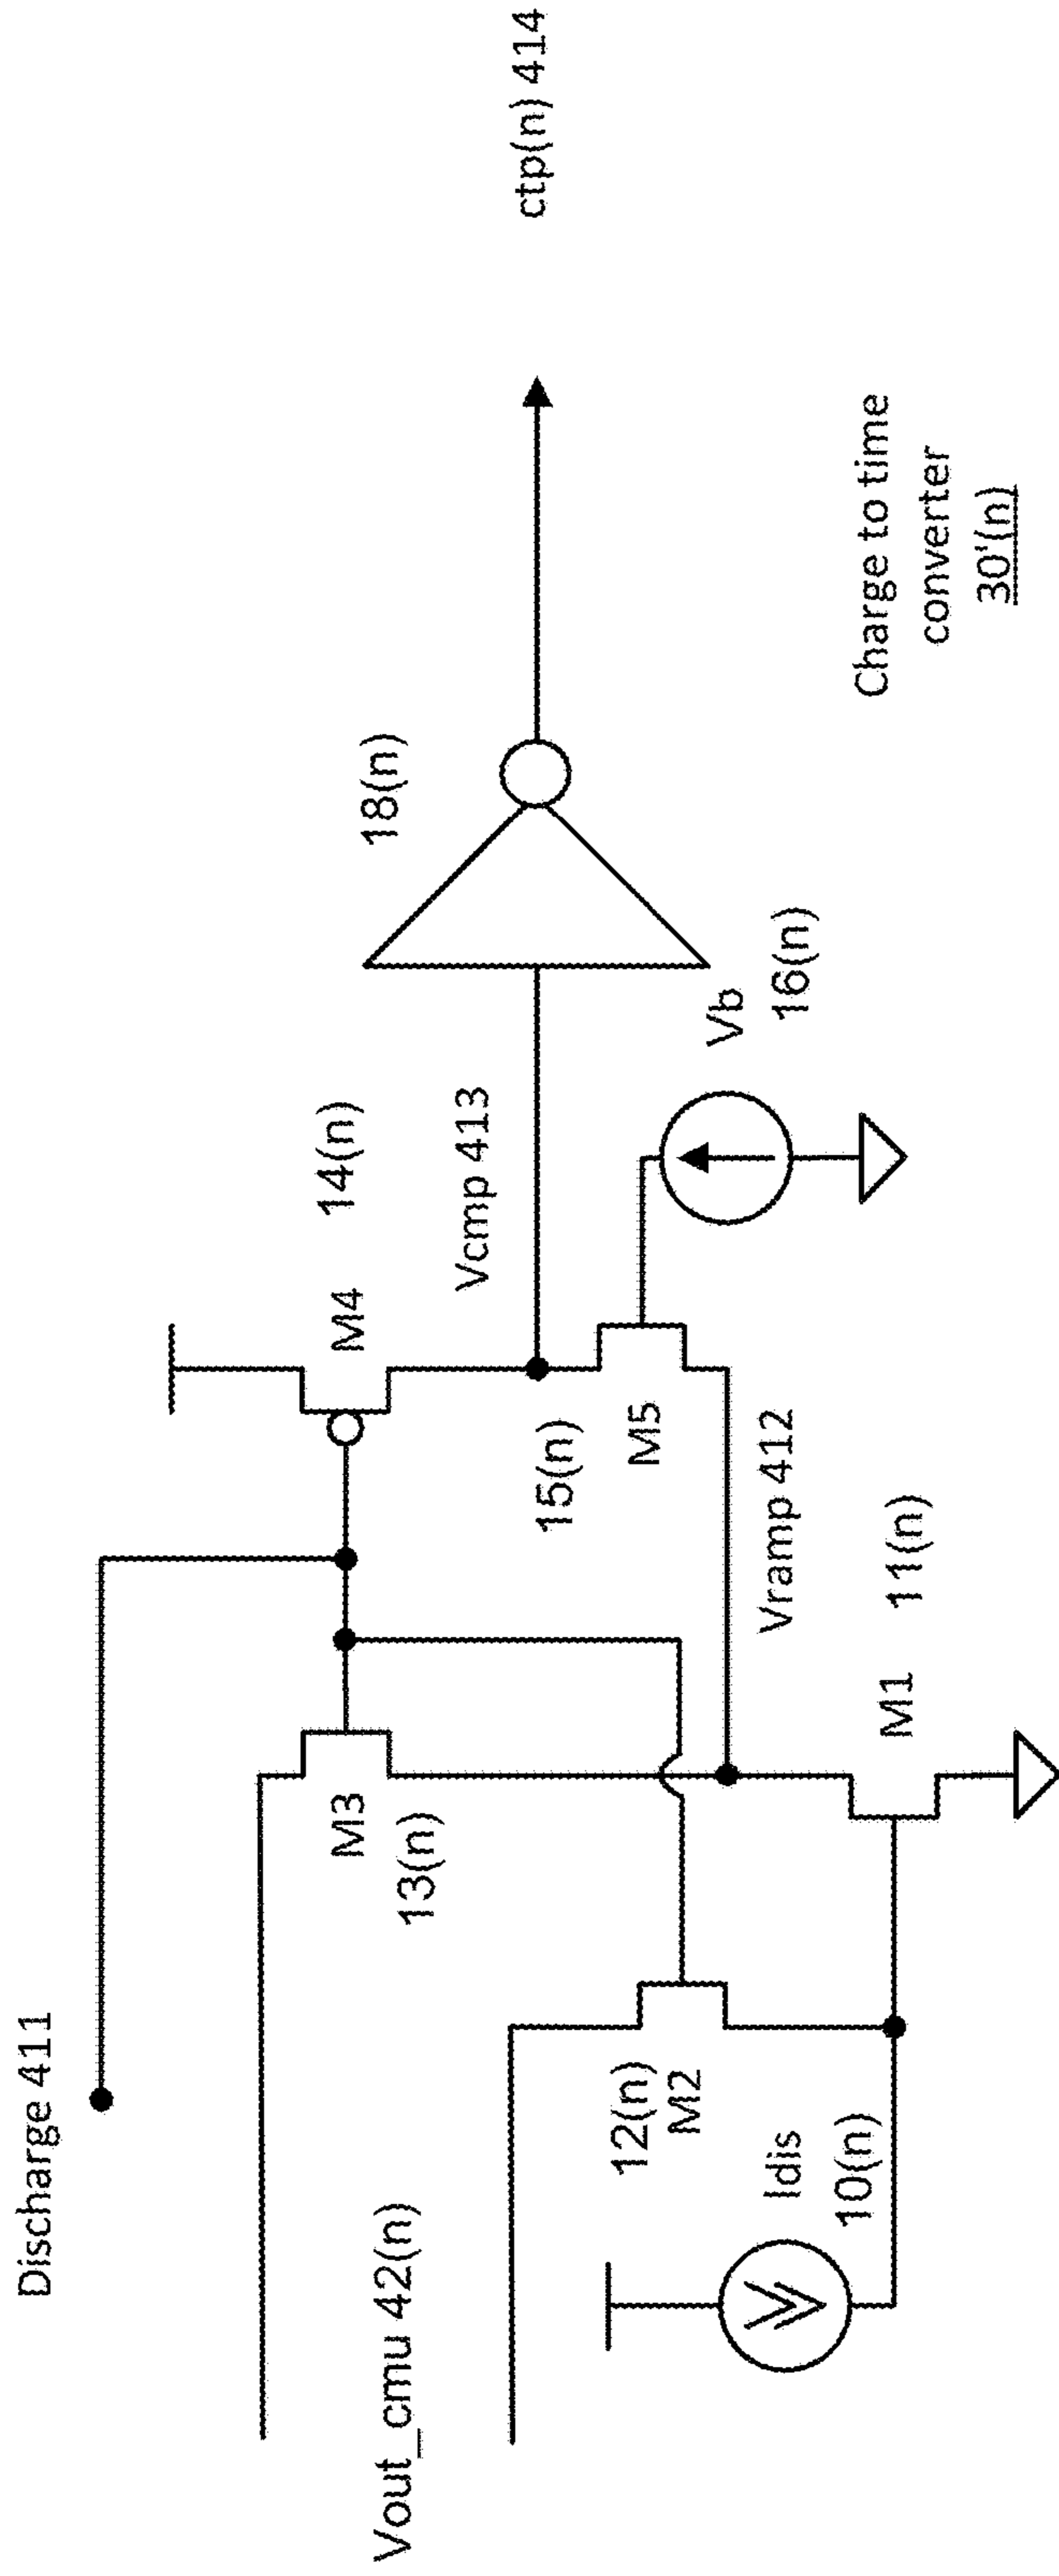 Discharge 411
Vout_cmu 42(n)
M3
13(n)
12(n)
M2
Idis
10(n)
M4
14(n)
15(n)
M5
Vcmp 413
Vramp 412
M1
11(n)
18(n)
Vb
16(n)
ctp(n) 414
Charge to time
converter
30'(n)